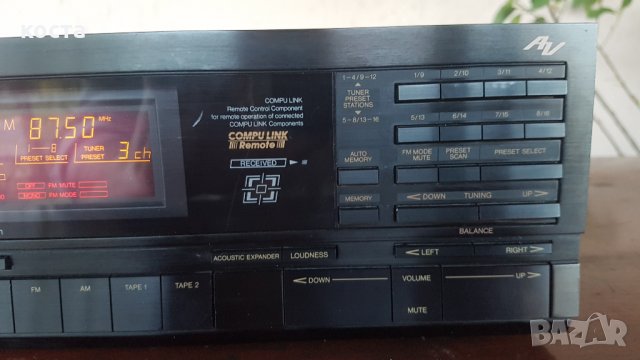 коста
AV
M 87.50 MHz
1 8
PRESET SELECT
TUNER
PRESET
3 ch
OFF FM MUTE
MONO FM MODE
COMPU LINK
Remote Control Component
for remote operation of connected
COMPU LINK Components
COMPU LINK
Remote
RECEIVED
1-4/9-12
TUNER
PRESET
STATIONS
5-8/13-16
1/9 2/10 3/11 4/12
5/13 6/14 7/15 8/16
AUTO
MEMORY
FM MODE
MUTE
PRESET
SCAN
PRESET SELECT
MEMORY
DOWN TUNING UP
BALANCE
ACOUSTIC EXPANDER LOUDNESS
LEFT RIGHT
FM AM TAPE 1 TAPE 2
DOWN VOLUME UP
MUTE
BAZAR